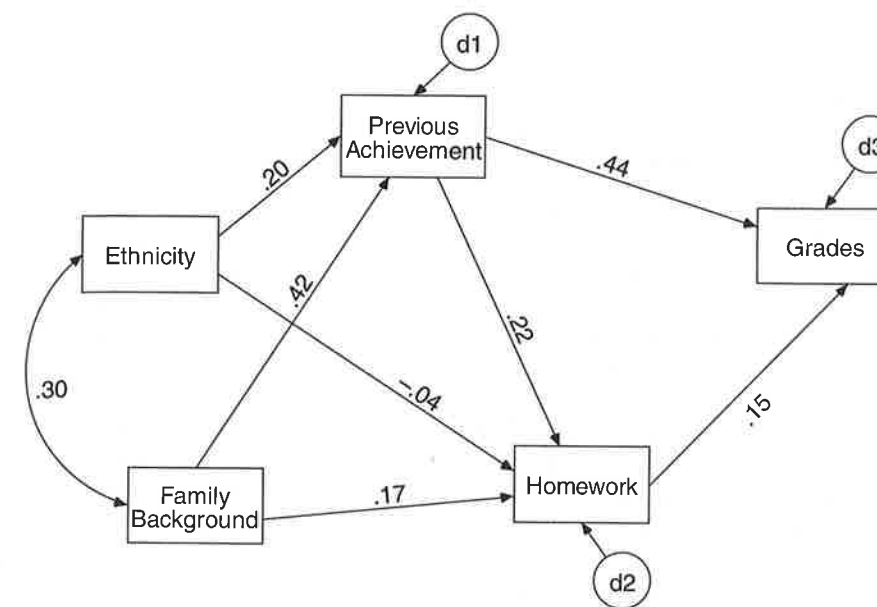 d1
Previous
Achievement
d3
.20
.44
Ethnicity
Grades
.42
.22
.30
-.04
.15
Family
Background
.17
Homework
d2